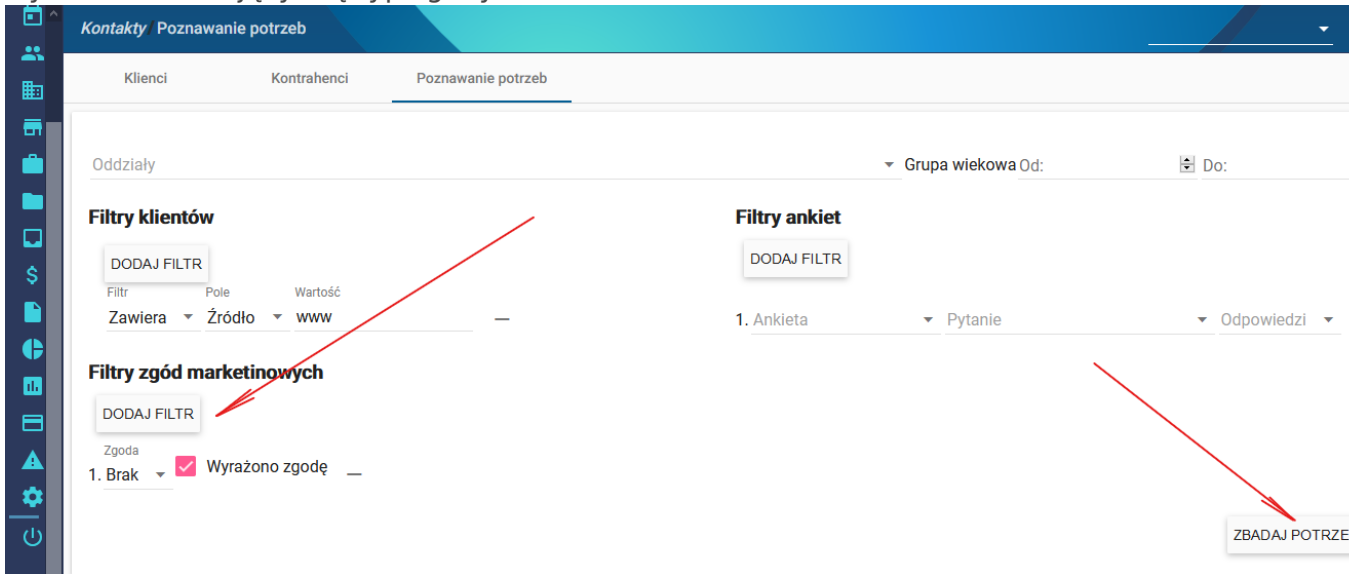 Kontakty / Poznawanie potrzeb
Klienci Kontrahenci Poznawanie potrzeb
Oddziały Grupa wiekowa Od: Do:
Filtry klientów Filtry ankiet
DODAJ FILTR DODAJ FILTR
Filtr Pole Wartość
Zawiera Źródło www 1. Ankieta Pytanie Odpowiedzi
Filtry zgód marketinowych
DODAJ FILTR
Zgoda
1. Brak Wyrażono zgodę
ZBADAJ POTRZE